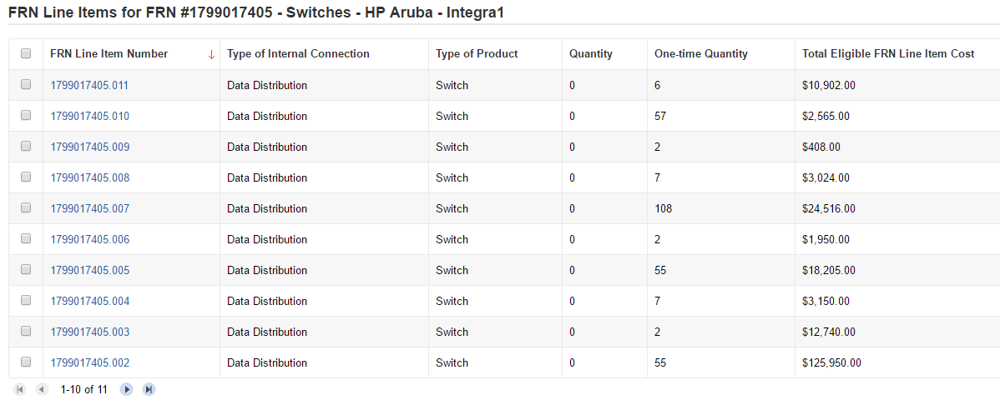 FRN Line Items for FRN #1799017405 - Switches - HP Aruba - Integra1
FRN Line Item Number ↓ Type of Internal Connection Type of Product Quantity One-time Quantity Total Eligible FRN Line Item Cost
1799017405.011 Data Distribution Switch 0 6 $10,902.00
1799017405.010 Data Distribution Switch 0 57 $2,565.00
1799017405.009 Data Distribution Switch 0 2 $408.00
1799017405.008 Data Distribution Switch 0 7 $3,024.00
1799017405.007 Data Distribution Switch 0 108 $24,516.00
1799017405.006 Data Distribution Switch 0 2 $1,950.00
1799017405.005 Data Distribution Switch 0 55 $18,205.00
1799017405.004 Data Distribution Switch 0 7 $3,150.00
1799017405.003 Data Distribution Switch 0 2 $12,740.00
1799017405.002 Data Distribution Switch 0 55 $125,950.00
1-10 of 11